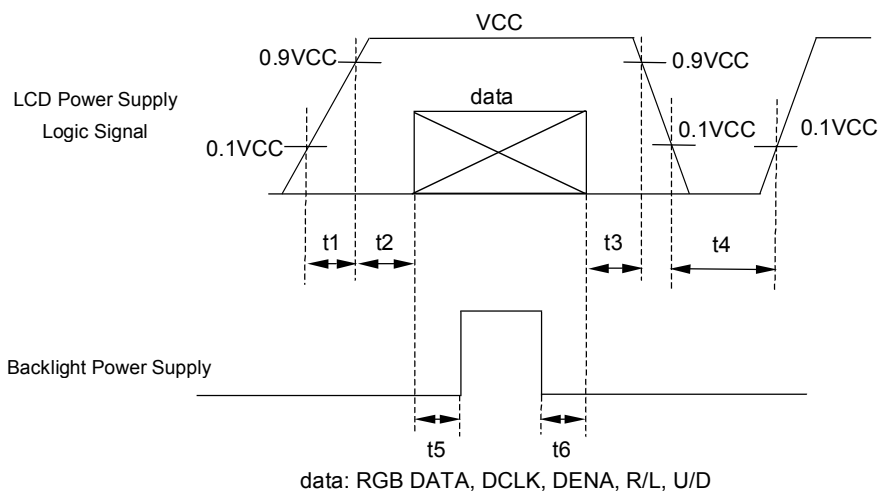 VCC
0.9VCC
0.9VCC
LCD Power Supply
Logic Signal
data
0.1VCC
0.1VCC
0.1VCC
t1
t2
t3
t4
Backlight Power Supply
t5
t6
data: RGB DATA, DCLK, DENA, R/L, U/D